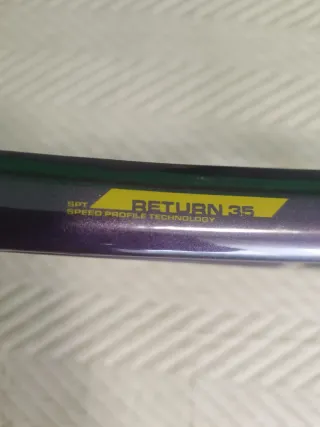 SPT RETURN 35
SPEED PROFILE TECHNOLOGY